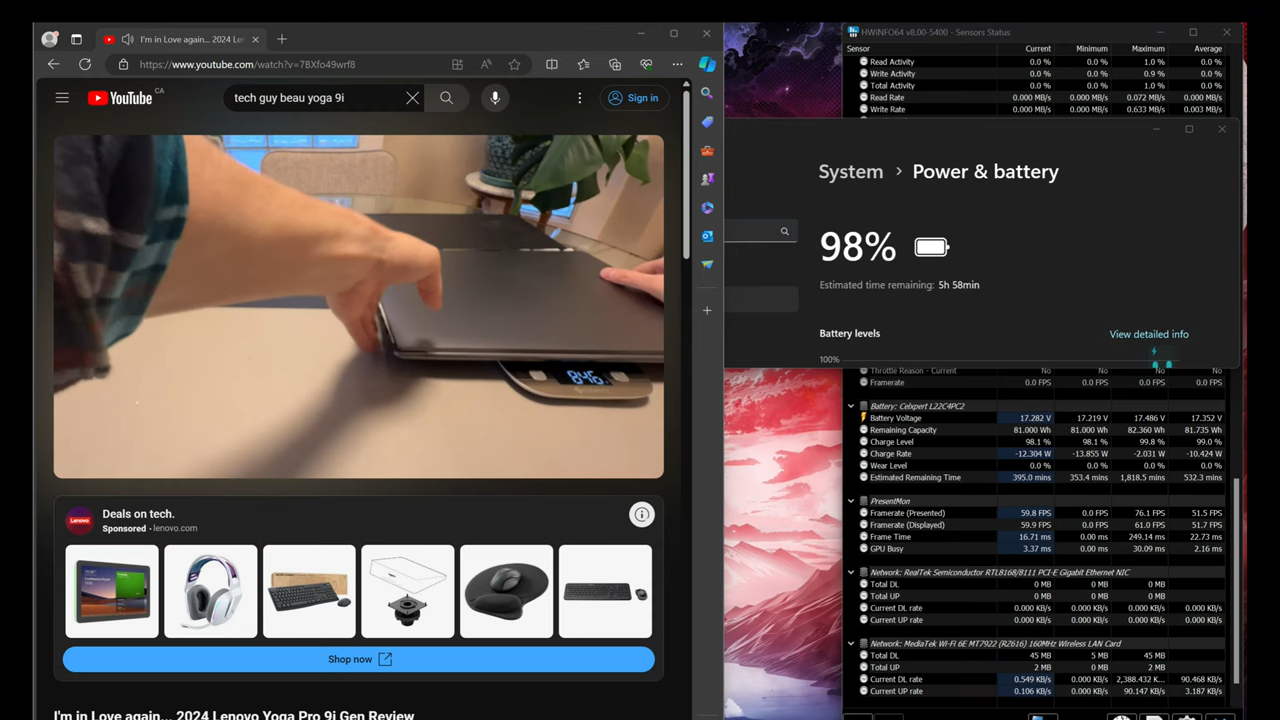 I'm in Love again... 2024 Len
https://www.youtube.com/watch?v=7BXfo49wrf8
YouTube CA
tech guy beau yoga 9i
Sign in
846
Deals on tech.
Sponsored · lenovo.com
Lenovo
Shop now
I'm in Love again... 2024 Lenovo Yoga Pro 9i Gen Review
HWiNFO64 v8.00-5400 - Sensors Status
Sensor Current Minimum Maximum Average
Read Activity 0.0 % 0.0 % 1.0 % 0.0 %
Write Activity 0.0 % 0.0 % 0.9 % 0.0 %
Total Activity 0.0 % 0.0 % 1.0 % 0.0 %
Read Rate 0.000 MB/s 0.000 MB/s 0.072 MB/s 0.000 MB/s
Write Rate 0.000 MB/s 0.000 MB/s 0.633 MB/s 0.003 MB/s
System > Power & battery
98%
Estimated time remaining: 5h 58min
Battery levels View detailed info
100%
Throttle Reason - Current No No No
Framerate 0.0 FPS 0.0 FPS 0.0 FPS 0.0 FPS
Battery: Celxpert L22C4PC2
Battery Voltage 17.282 V 17.219 V 17.486 V 17.352 V
Remaining Capacity 81.000 Wh 81.000 Wh 82.360 Wh 81.735 Wh
Charge Level 98.1 % 98.1 % 99.8 % 99.0 %
Charge Rate -12.304 W -13.855 W -2.031 W -10.424 W
Wear Level 0.0 % 0.0 % 0.0 % 0.0 %
Estimated Remaining Time 395.0 mins 353.4 mins 1,818.5 mins 532.3 mins
PresentMon
Framerate (Presented) 59.8 FPS 0.0 FPS 76.1 FPS 51.5 FPS
Framerate (Displayed) 59.9 FPS 0.0 FPS 61.0 FPS 51.7 FPS
Frame Time 16.71 ms 0.00 ms 249.14 ms 22.73 ms
GPU Busy 3.37 ms 0.00 ms 30.09 ms 2.16 ms
Network: RealTek Semiconductor RTL8168/8111 PCI-E Gigabit Ethernet NIC
Total DL 0 MB 0 MB 0 MB
Total UP 0 MB 0 MB 0 MB
Current DL rate 0.000 KB/s 0.000 KB/s 0.000 KB/s 0.000 KB/s
Current UP rate 0.000 KB/s 0.000 KB/s 0.000 KB/s 0.000 KB/s
Network: MediaTek Wi-Fi 6E MT7922 (RZ616) 160MHz Wireless LAN Card
Total DL 45 MB 5 MB 45 MB
Total UP 2 MB 0 MB 2 MB
Current DL rate 0.549 KB/s 0.000 KB/s 2,388.432 K... 90.468 KB/s
Current UP rate 0.106 KB/s 0.000 KB/s 90.147 KB/s 3.187 KB/s